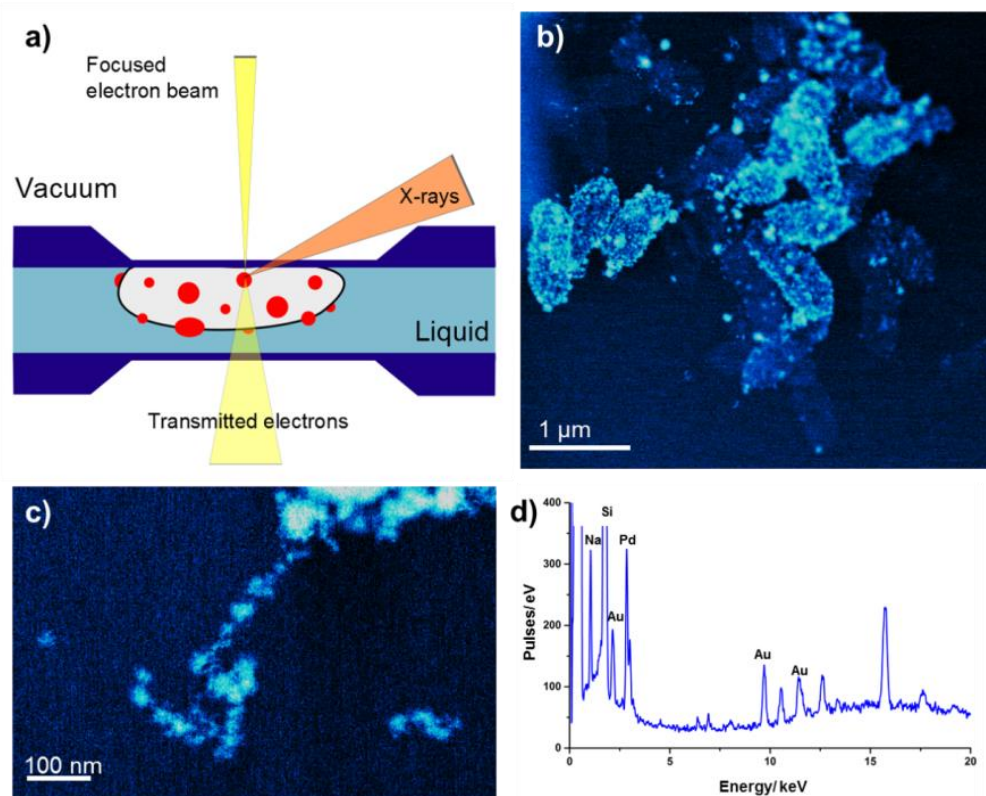 a)
Focused
electron beam
Vacuum
X-rays
Liquid
Transmitted electrons
b)
1 µm
c)
100 nm
d)
400
300
200
100
0
Pulses/ eV
Na
Si
Au
Pd
Au
Au
0
5
10
15
20
Energy/ keV